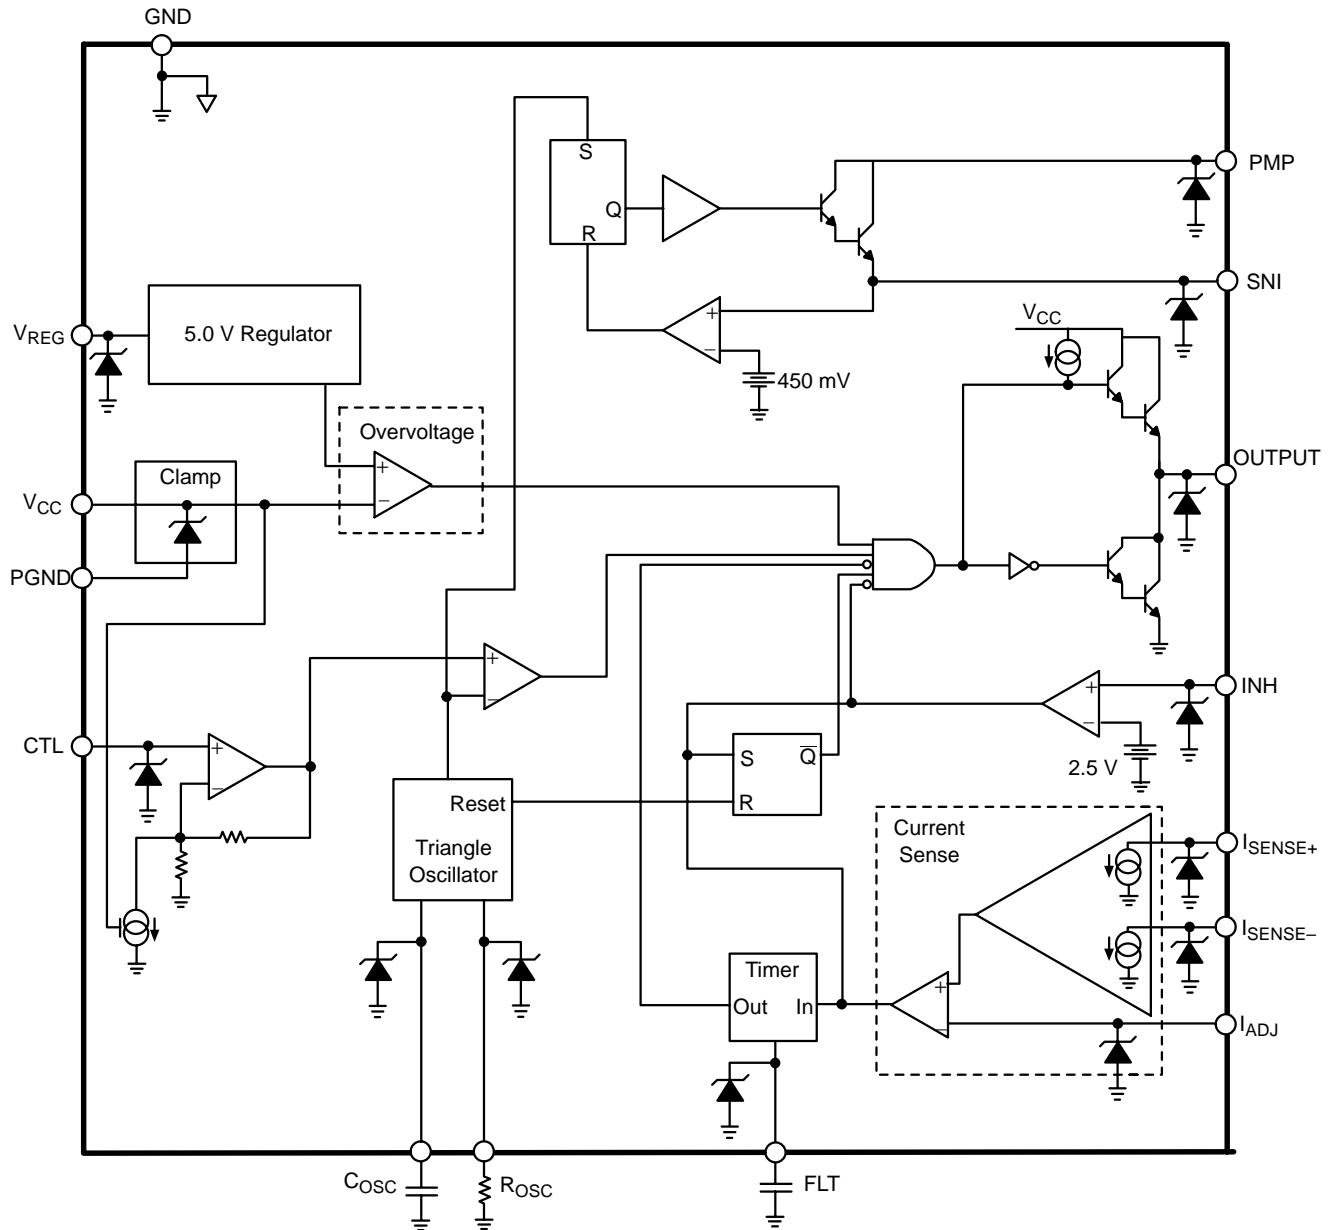 GND
S
Q
R
PMP
SNI
+
–
450 mV
VREG
5.0 V Regulator
VCC
Overvoltage
+
–
OUTPUT
Clamp
VCC
PGND
+
–
INH
+
–
2.5 V
CTL
+
–
S
Q̅
R
Reset
Triangle
Oscillator
Current
Sense
ISENSE+
ISENSE–
Timer
Out
In
+
–
IADJ
COSC
ROSC
FLT